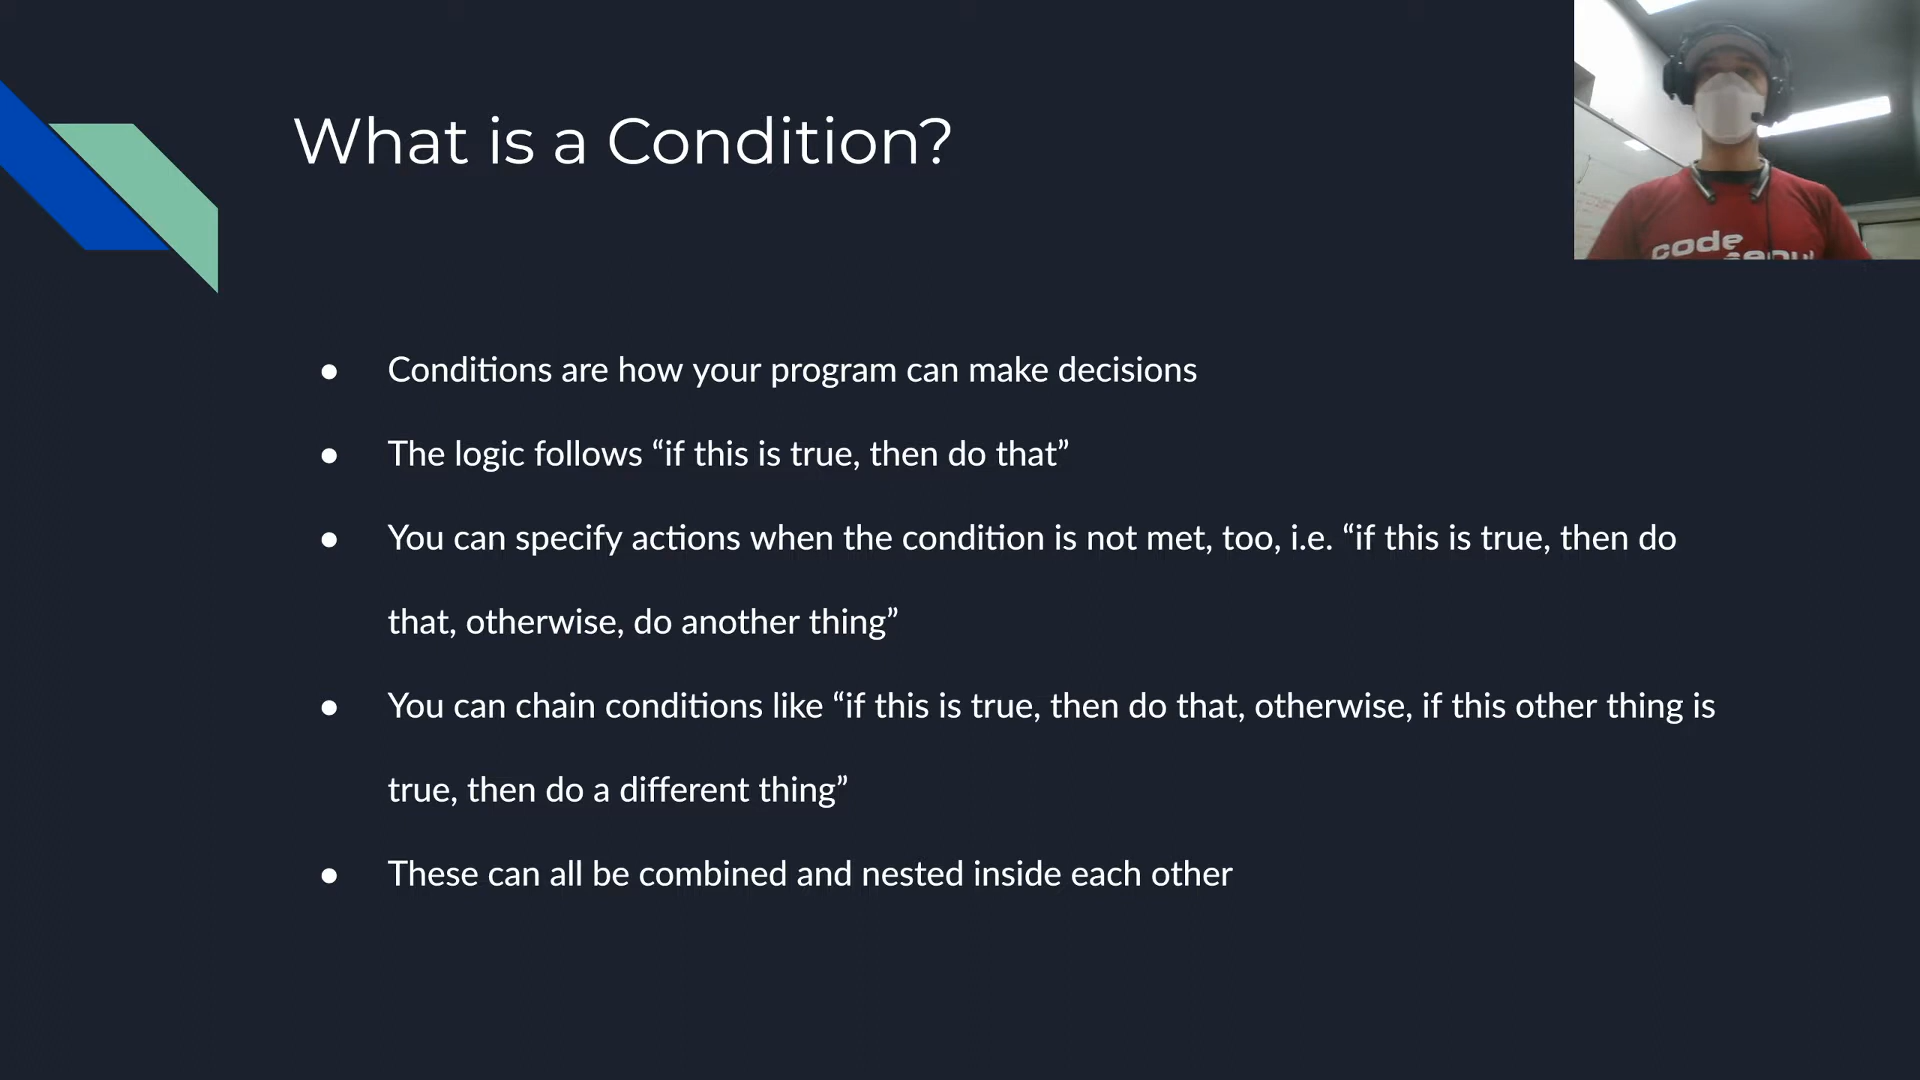 What is a Condition?
● Conditions are how your program can make decisions
● The logic follows “if this is true, then do that”
● You can specify actions when the condition is not met, too, i.e. “if this is true, then do
that, otherwise, do another thing”
● You can chain conditions like “if this is true, then do that, otherwise, if this other thing is
true, then do a different thing”
● These can all be combined and nested inside each other
code